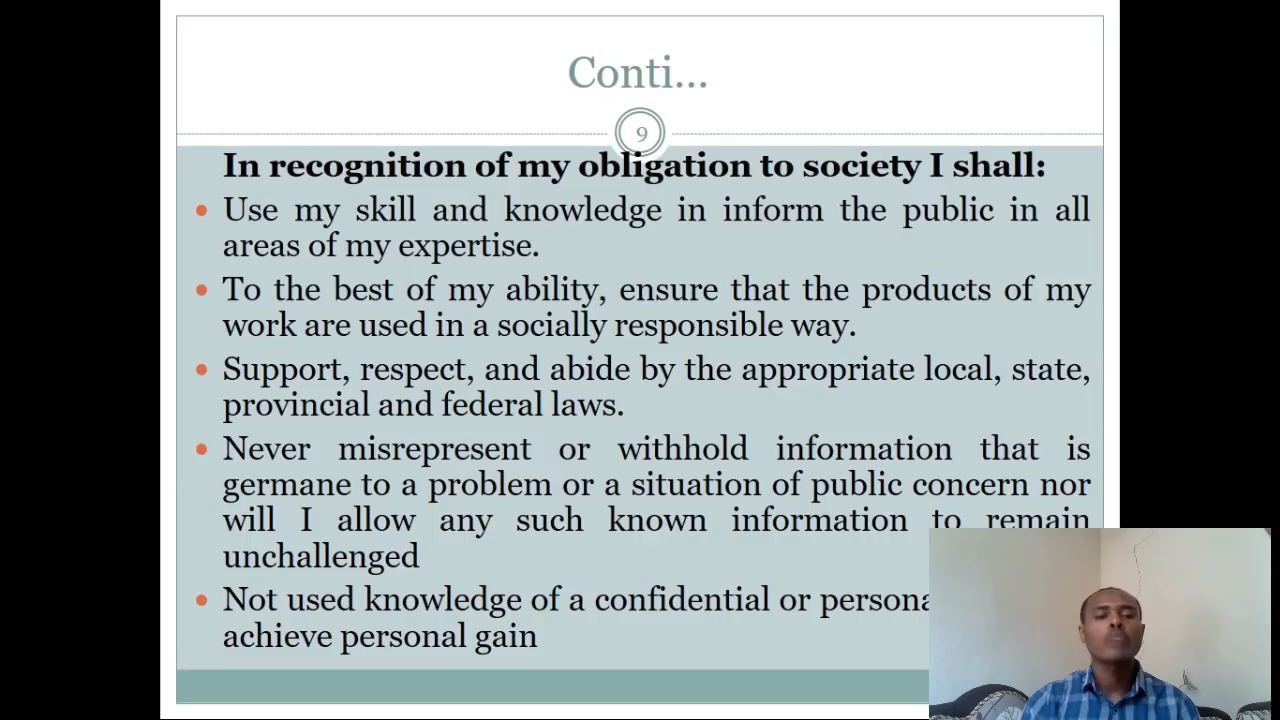 Conti...
9
In recognition of my obligation to society I shall:
• Use my skill and knowledge in inform the public in all
areas of my expertise.
• To the best of my ability, ensure that the products of my
work are used in a socially responsible way.
• Support, respect, and abide by the appropriate local, state,
provincial and federal laws.
• Never misrepresent or withhold information that is
germane to a problem or a situation of public concern nor
will I allow any such known information to remain
unchallenged
• Not used knowledge of a confidential or
achieve personal gain